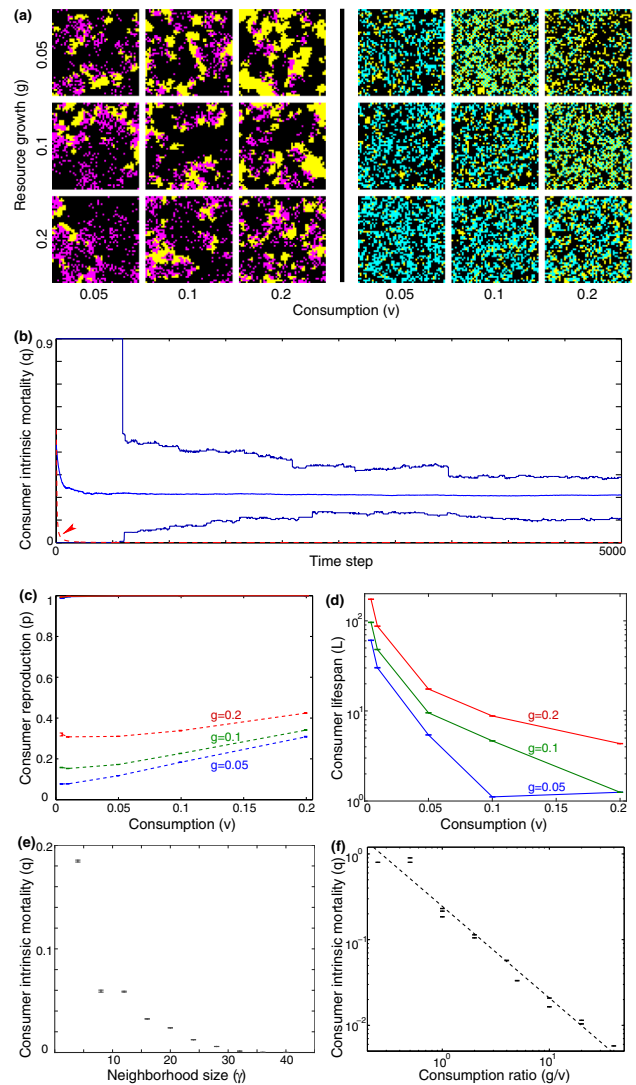 (a)
Resource growth (g)
0.05
0.1
0.2
0.05 0.1 0.2 0.05 0.1 0.2
Consumption (v)
(b)
Consumer intrinsic mortality (q)
0.9
0
0 Time step 5000
(c)
Consumer reproduction (p)
1
0.8
0.6
0.4
0.2
0
g=0.2
g=0.1
g=0.05
0 0.05 0.1 0.15 0.2
Consumption (v)
(d)
Consumer lifespan (L)
10^2
10^1
10^0
g=0.2
g=0.1
g=0.05
0 0.05 0.1 0.15 0.2
Consumption (v)
(e)
Consumer intrinsic mortality (q)
0.2
0.1
0
10 20 30 40
Neighborhood size (γ)
(f)
Consumer intrinsic mortality (q)
10^0
10^-1
10^-2
10^0 10^1
Consumption ratio (g/v)